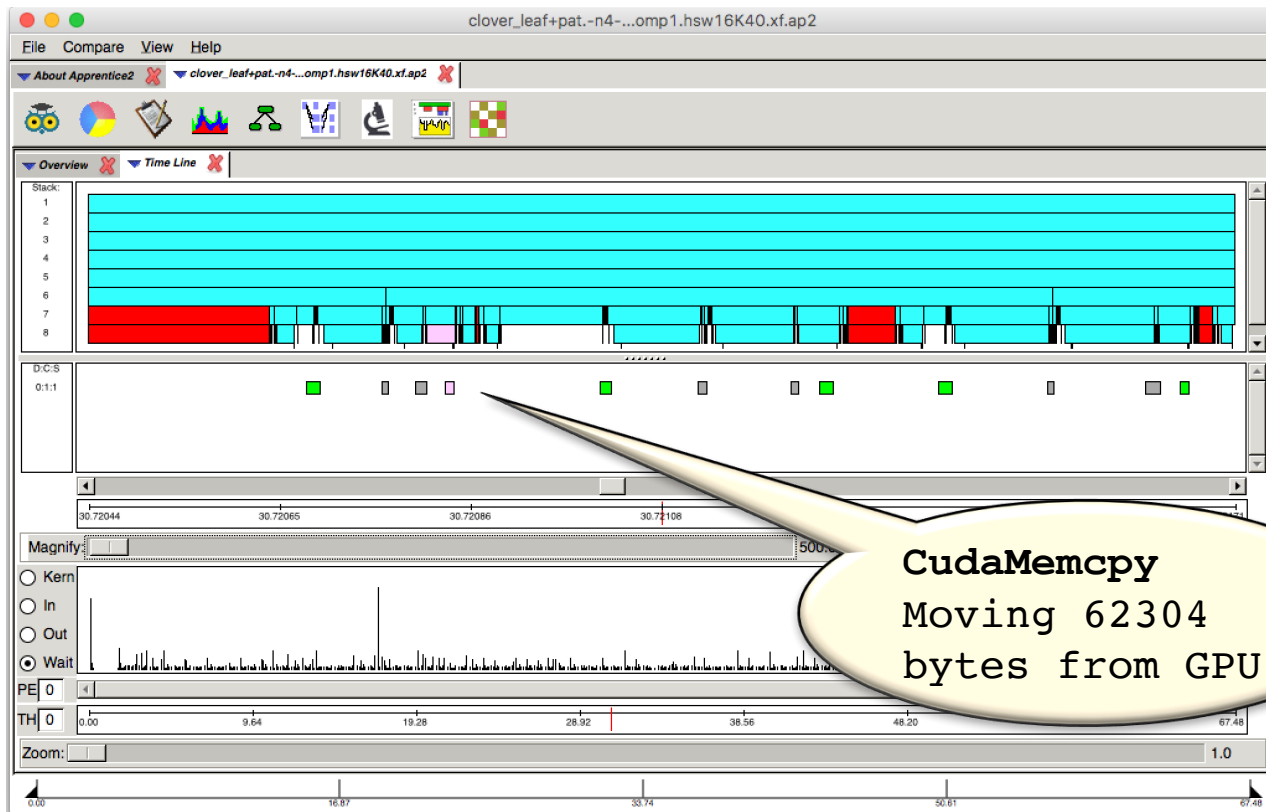 clover_leaf+pat.-n4-...omp1.hsw16K40.xf.ap2
File Compare View Help
About Apprentice2 clover_leaf+pat.-n4-...omp1.hsw16K40.xf.ap2
Overview Time Line
Stack:
1
2
3
4
5
6
7
8
D:C:S
0:1:1
30.72044 30.72065 30.72086 30.72108
Magnify: 500.
Kern
In
Out
Wait
PE 0
TH 0 0.00 9.64 19.28 28.92 38.56 48.20 67.48
Zoom: 1.0
0.00 16.87 33.74 50.61 67.48
CudaMemcpy
Moving 62304
bytes from GPU